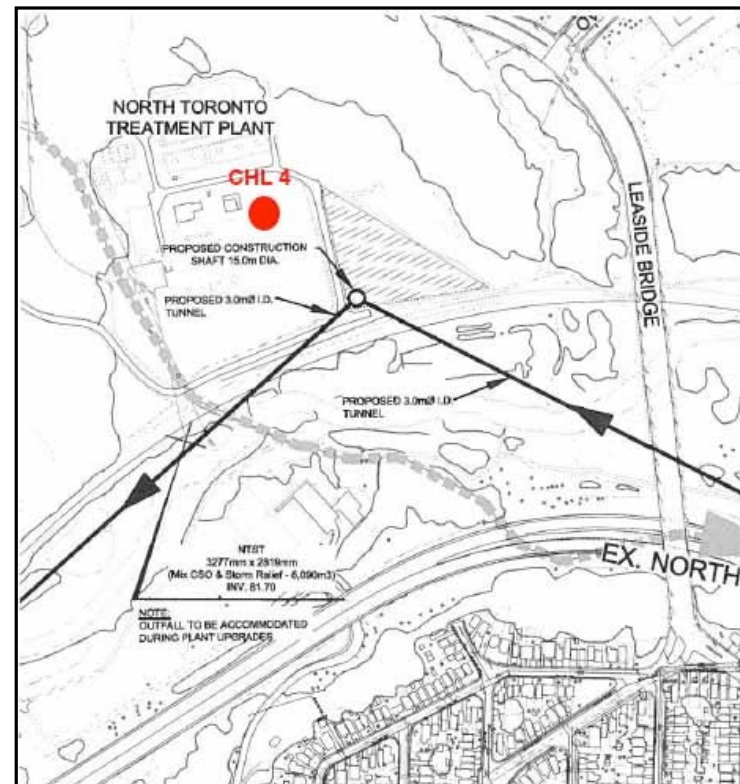 NORTH TORONTO
TREATMENT PLANT
CHL 4
PROPOSED CONSTRUCTION
SHAFT 15.0m DIA.
PROPOSED 3.0mØ I.D.
TUNNEL
LEASIDE BRIDGE
PROPOSED 3.0mØ I.D.
TUNNEL
EX. NORTH
NTST
3277mm x 2819mm
(Mix CSO & Storm Relief - 6,090m3)
INV. 81.70
NOTE:
OUTFALL TO BE ACCOMMODATED
DURING PLANT UPGRADES